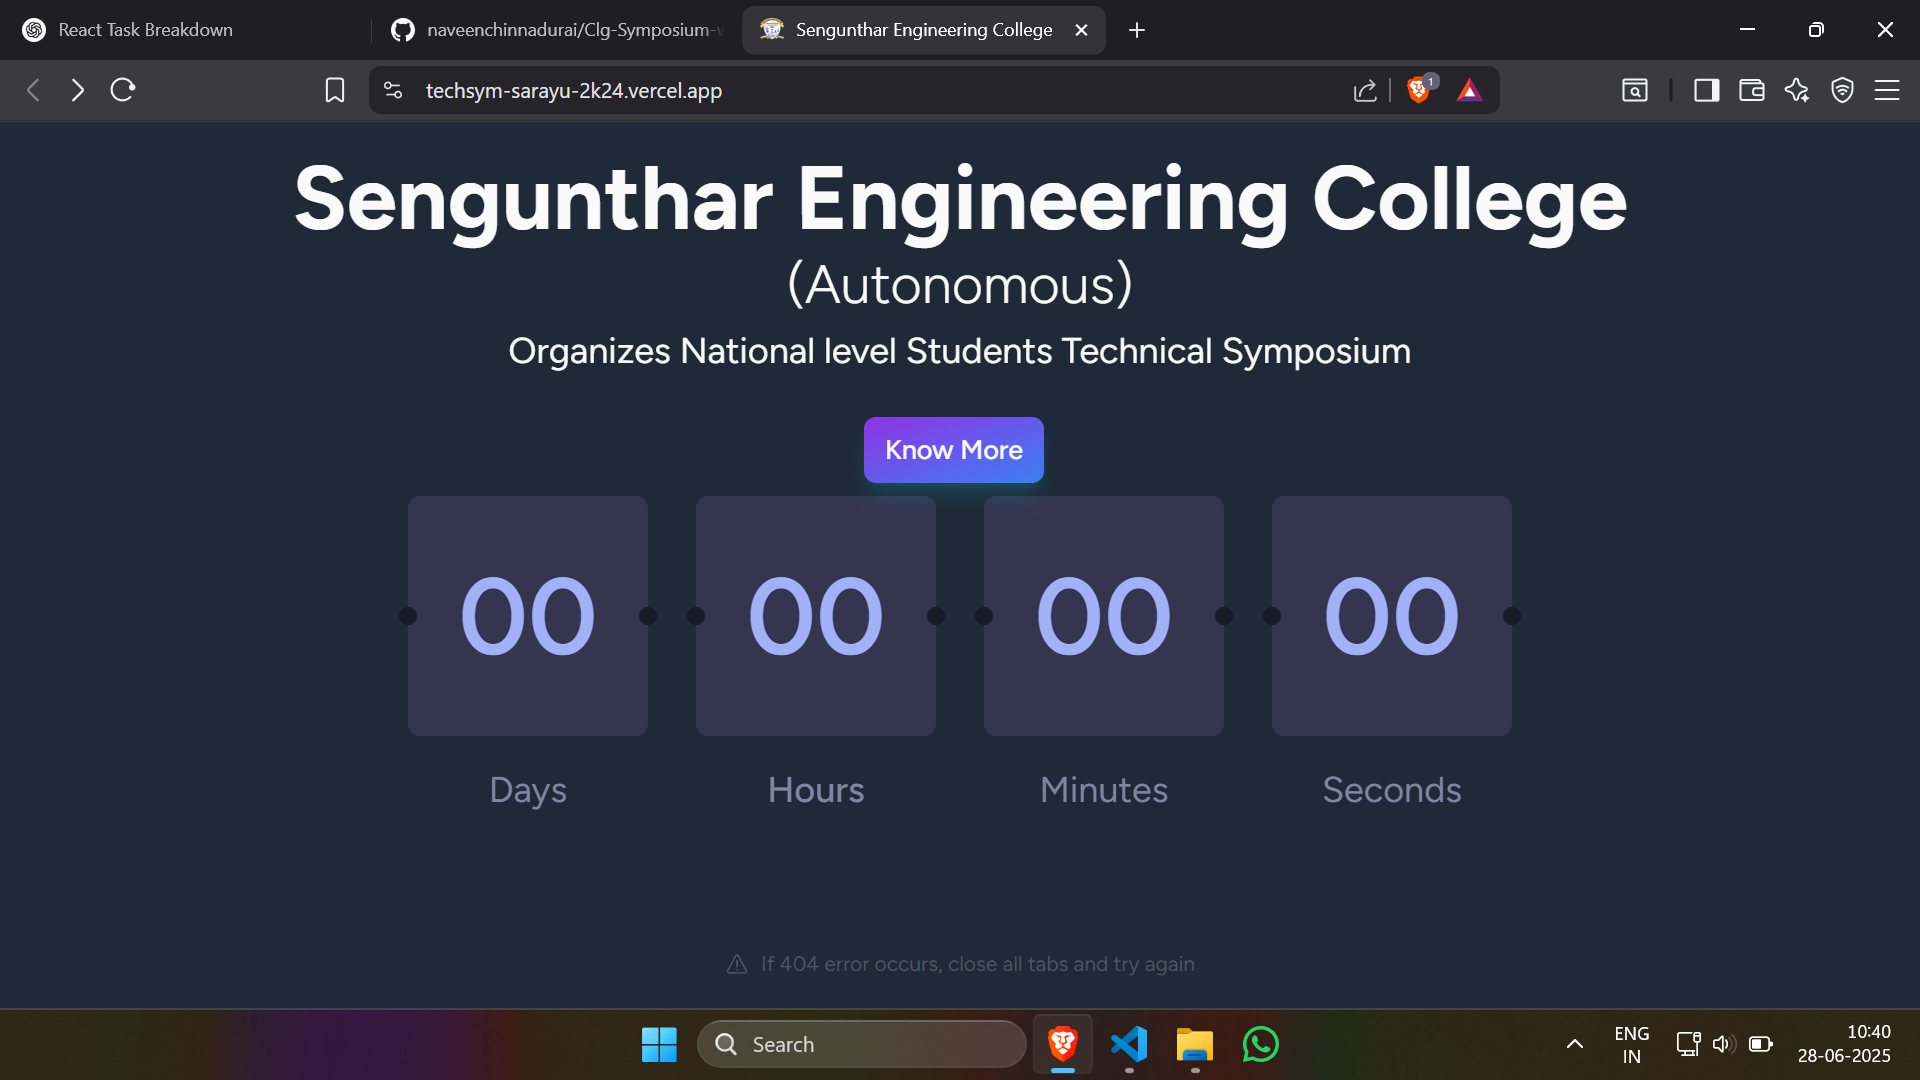 React Task Breakdown
naveenchinnadurai/Clg-Symposium-
Sengunthar Engineering College
techsym-sarayu-2k24.vercel.app
1
Sengunthar Engineering College
(Autonomous)
Organizes National level Students Technical Symposium
Know More
00 00 00 00
Days Hours Minutes Seconds
If 404 error occurs, close all tabs and try again
Search
ENG
IN
10:40
28-06-2025